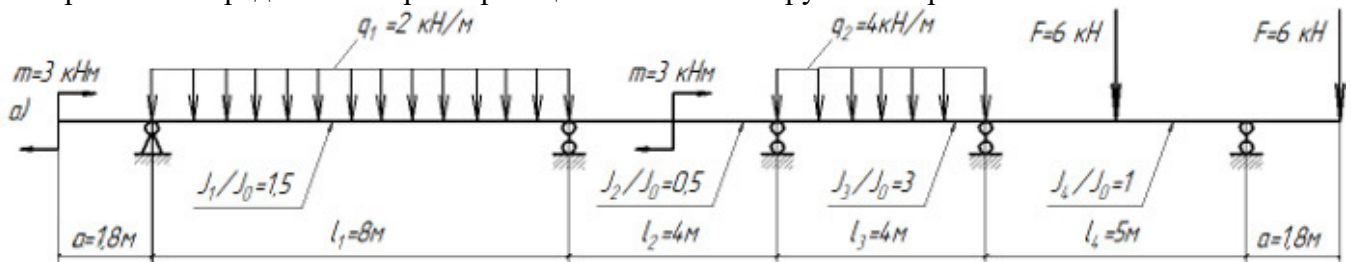 q₁=2 кН/м
q₂=4кН/м
F=6 кН
F=6 кН
m=3 кНм
m=3 кНм
а)
J₁/J₀=1,5
J₂/J₀=0,5
J₃/J₀=3
J₄/J₀=1
a=1,8м
l₁=8м
l₂=4м
l₃=4м
l₄=5м
a=1,8м